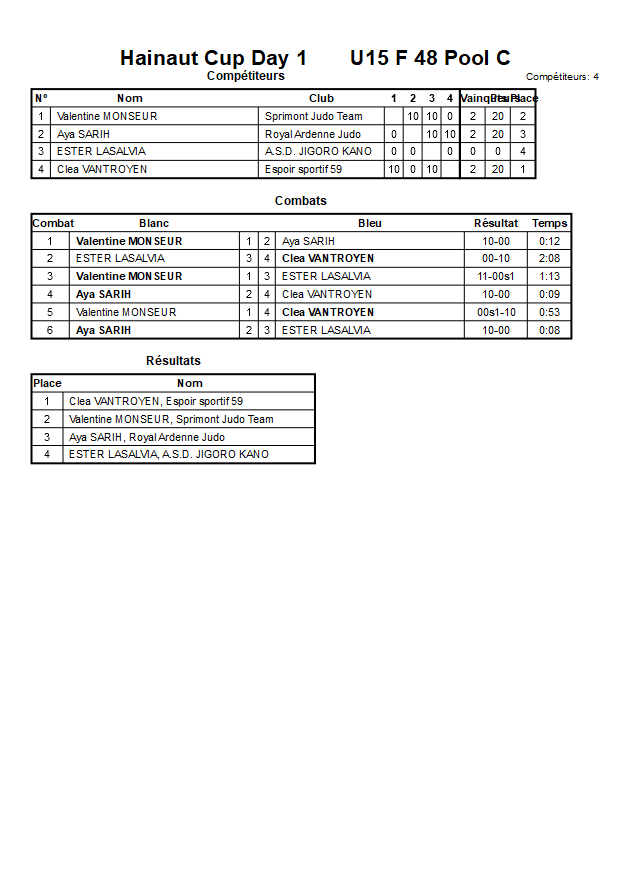 Hainaut Cup Day 1 U15 F 48 Pool C
Compétiteurs Compétiteurs: 4
Nº Nom Club 1 2 3 4 Vainqueurs Pts Place
1 Valentine MONSEUR Sprimont Judo Team 10 10 0 2 20 2
2 Aya SARIH Royal Ardenne Judo 0 10 10 2 20 3
3 ESTER LASALVIA A.S.D. JIGORO KANO 0 0 0 0 0 4
4 Clea VANTROYEN Espoir sportif 59 10 0 10 2 20 1
Combats
Combat Blanc Bleu Résultat Temps
1 Valentine MONSEUR 1 2 Aya SARIH 10-00 0:12
2 ESTER LASALVIA 3 4 Clea VANTROYEN 00-10 2:08
3 Valentine MONSEUR 1 3 ESTER LASALVIA 11-00s1 1:13
4 Aya SARIH 2 4 Clea VANTROYEN 10-00 0:09
5 Valentine MONSEUR 1 4 Clea VANTROYEN 00s1-10 0:53
6 Aya SARIH 2 3 ESTER LASALVIA 10-00 0:08
Résultats
Place Nom
1 Clea VANTROYEN, Espoir sportif 59
2 Valentine MONSEUR, Sprimont Judo Team
3 Aya SARIH, Royal Ardenne Judo
4 ESTER LASALVIA, A.S.D. JIGORO KANO